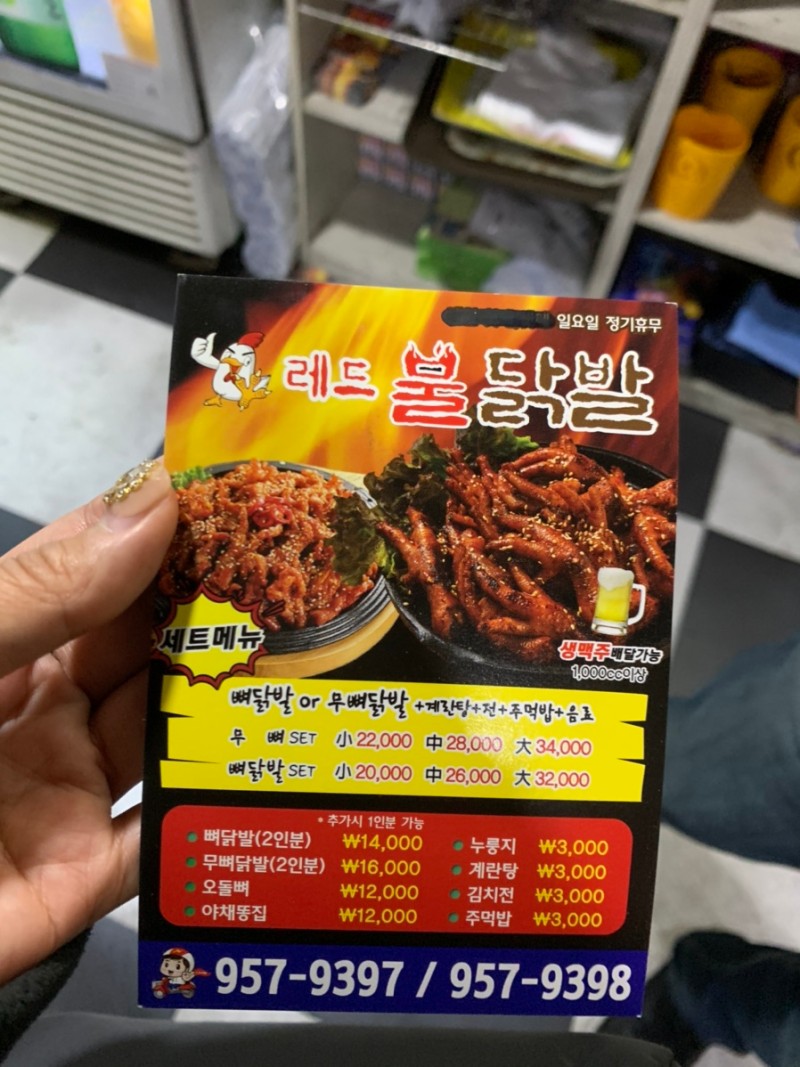 일요일 정기휴무
레드 불닭발
생맥주배달가능
1,000cc이상
세트메뉴
뼈닭발 or 무뼈닭발 +계란탕+전+주먹밥+음료
무 뼈 SET 小 22,000 中 28,000 大 34,000
뼈닭발 SET 小 20,000 中 26,000 大 32,000
* 추가시 1인분 가능
뼈닭발(2인분) ₩14,000 누룽지 ₩3,000
무뼈닭발(2인분) ₩16,000 계란탕 ₩3,000
오돌뼈 ₩12,000 김치전 ₩3,000
야채똥집 ₩12,000 주먹밥 ₩3,000
957-9397 / 957-9398